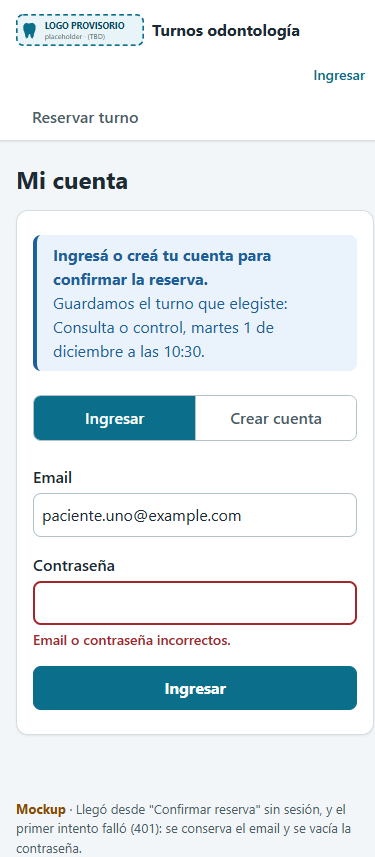 LOGO PROVISORIO
placeholder · (TBD)
Turnos odontología
Ingresar
Reservar turno
Mi cuenta
Ingresá o creá tu cuenta para
confirmar la reserva.
Guardamos el turno que elegiste:
Consulta o control, martes 1 de
diciembre a las 10:30.
Ingresar
Crear cuenta
Email
paciente.uno@example.com
Contraseña
Email o contraseña incorrectos.
Ingresar
Mockup · Llegó desde "Confirmar reserva" sin sesión, y el
primer intento falló (401): se conserva el email y se vacía la
contraseña.